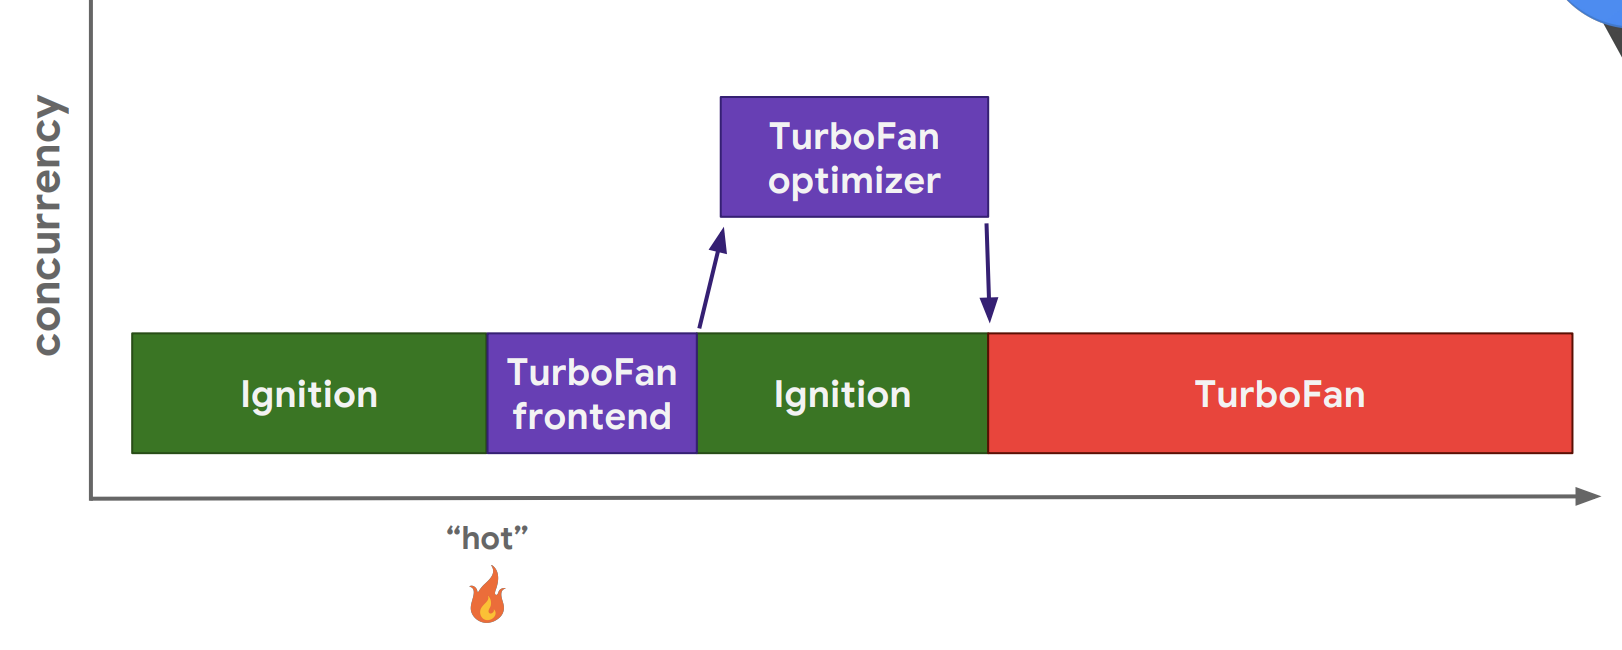 concurrency
TurboFan
optimizer
Ignition
TurboFan
frontend
Ignition
TurboFan
“hot”